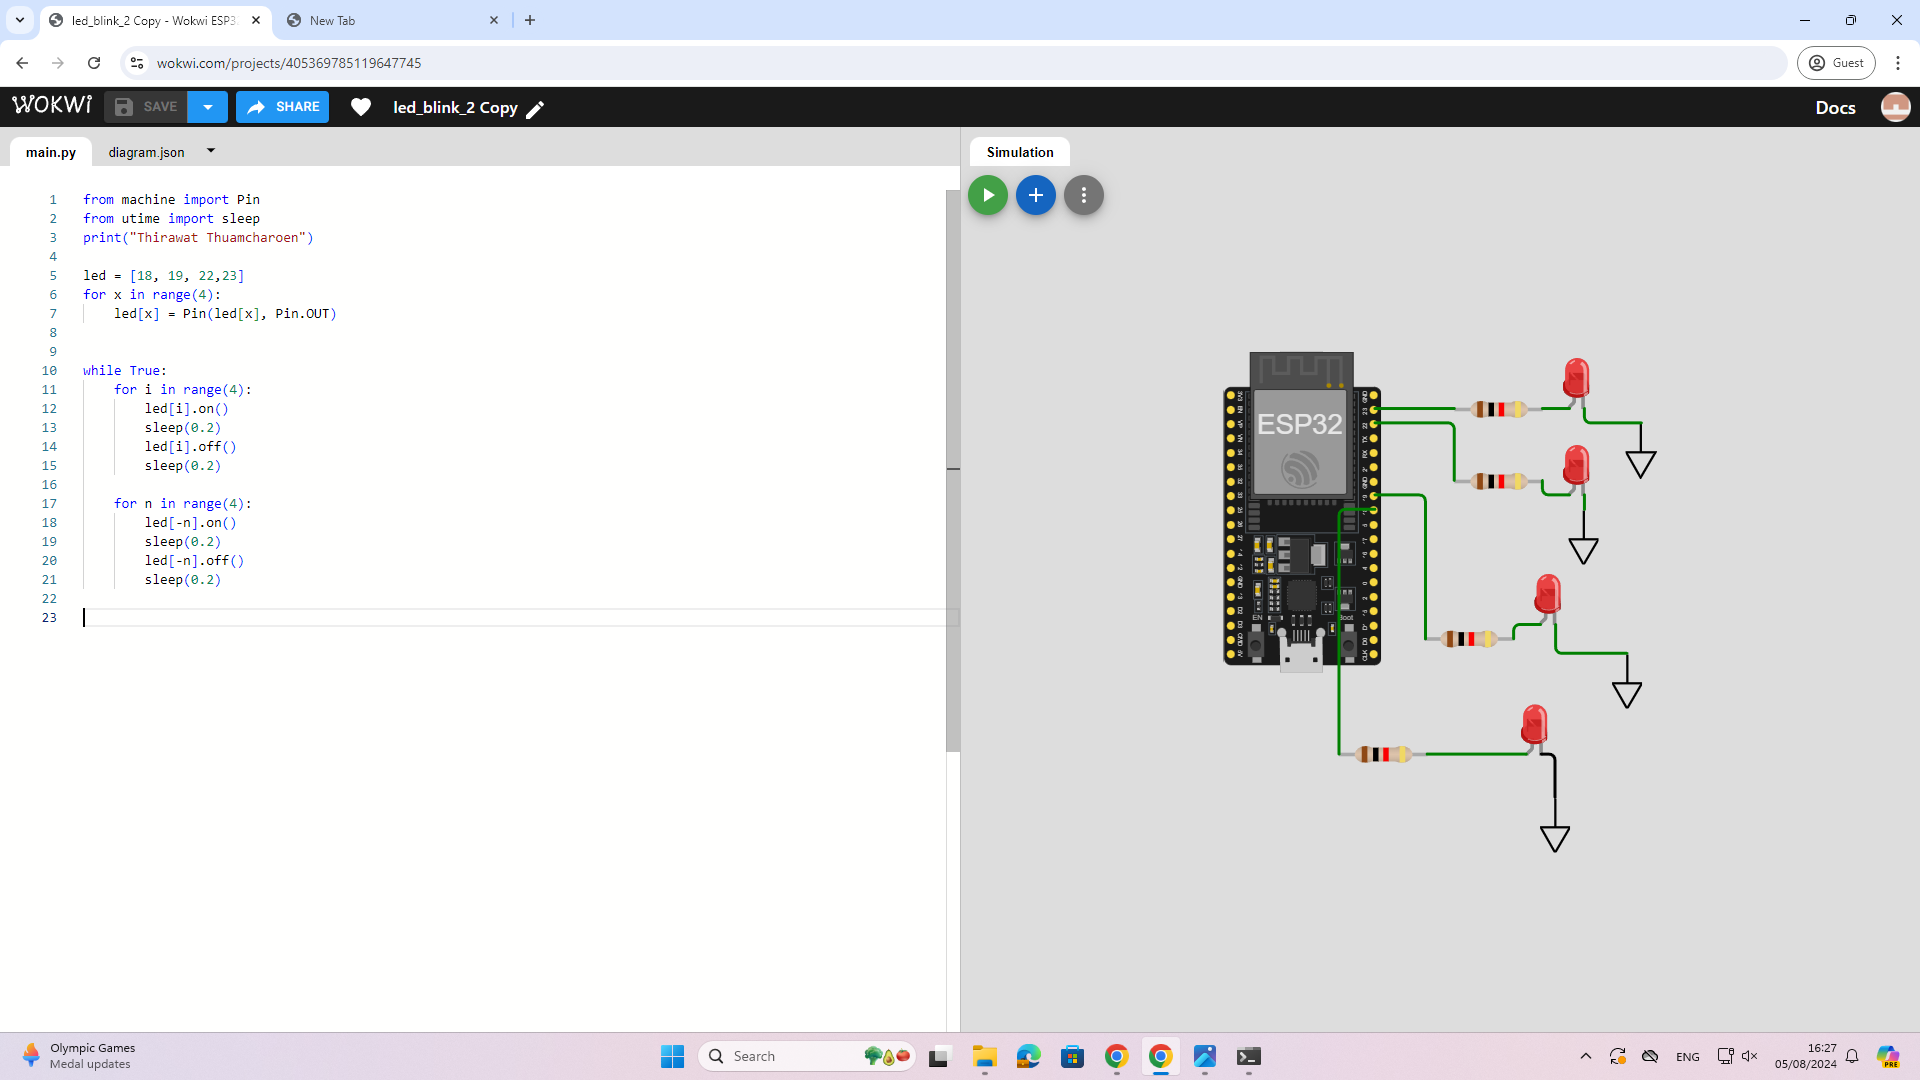 led_blink_2 Copy - Wokwi ESP3
New Tab
wokwi.com/projects/405369785119647745
Guest
WOKWI
SAVE
SHARE
led_blink_2 Copy
Docs
main.py
diagram.json
Simulation
1 from machine import Pin
2 from utime import sleep
3 print("Thirawat Thuamcharoen")
4
5 led = [18, 19, 22,23]
6 for x in range(4):
7 led[x] = Pin(led[x], Pin.OUT)
8
9
10 while True:
11 for i in range(4):
12 led[i].on()
13 sleep(0.2)
14 led[i].off()
15 sleep(0.2)
16
17 for n in range(4):
18 led[-n].on()
19 sleep(0.2)
20 led[-n].off()
21 sleep(0.2)
22
23
ESP32
EN
Boot
Olympic Games
Medal updates
Search
ENG
16:27
05/08/2024
PRE